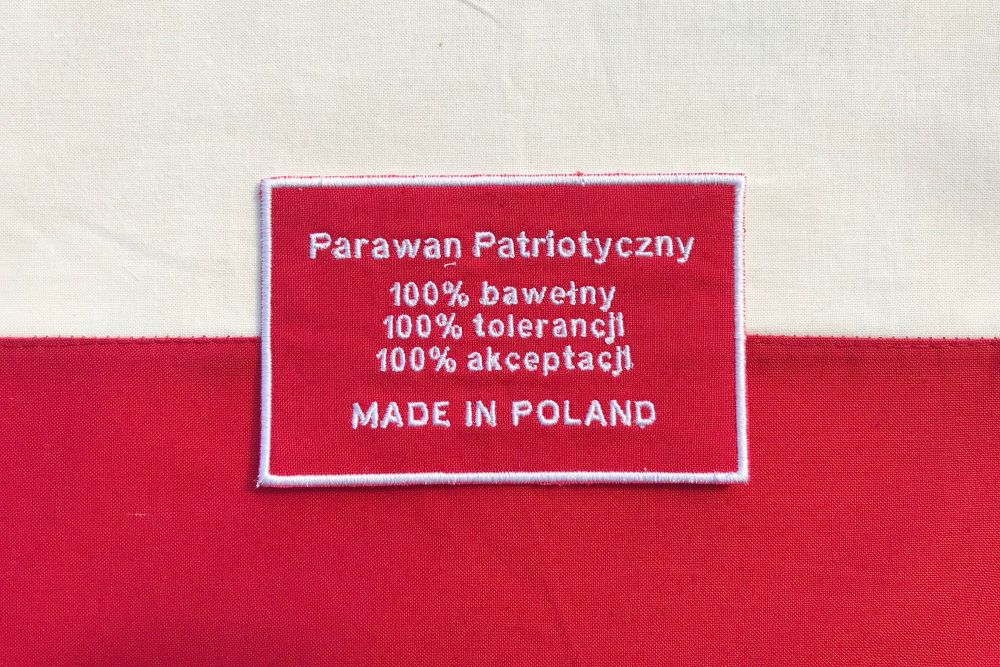 Parawan Patriotyczny
100% bawełny
100% tolerancji
100% akceptacji
MADE IN POLAND